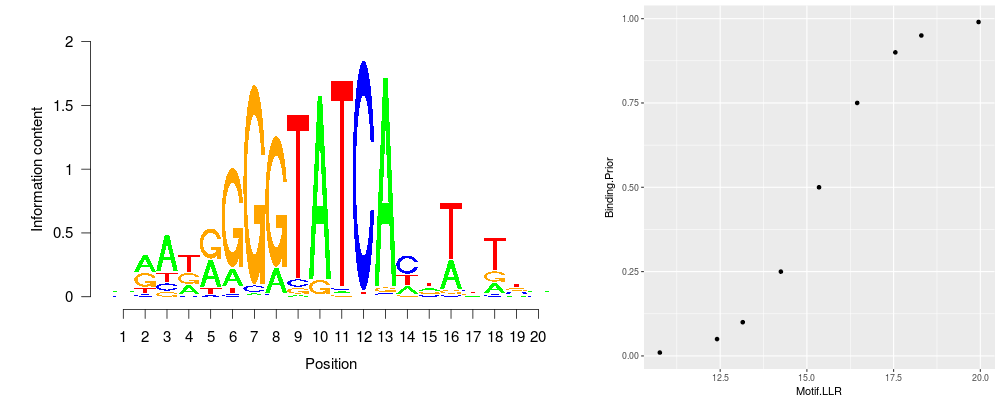 2
1.5
1
0.5
0
Information content
1 2 3 4 5 6 7 8 9 10 11 12 13 14 15 16 17 18 19 20
Position
G G G T A T C A
1.00
0.75
0.50
0.25
0.00
Binding.Prior
12.5 15.0 17.5 20.0
Motif.LLR